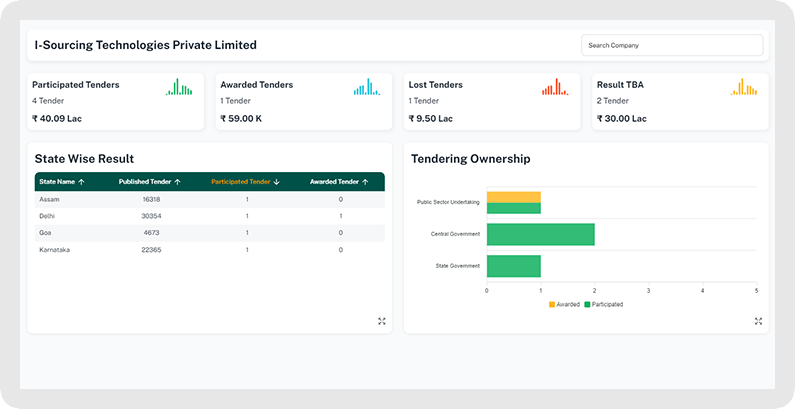 I-Sourcing Technologies Private Limited
Search Company
Participated Tenders
4 Tender
₹ 40.09 Lac
Awarded Tenders
1 Tender
₹ 59.00 K
Lost Tenders
1 Tender
₹ 9.50 Lac
Result TBA
2 Tender
₹ 30.00 Lac
State Wise Result
State Name ↑ Published Tender ↑ Participated Tender ↓ Awarded Tender ↑
Assam 16318 1 0
Delhi 30354 1 1
Goa 4673 1 0
Karnataka 22365 1 0
Tendering Ownership
Public Sector Undertaking
Central Government
State Government
0 1 2 3 4 5
Awarded Participated